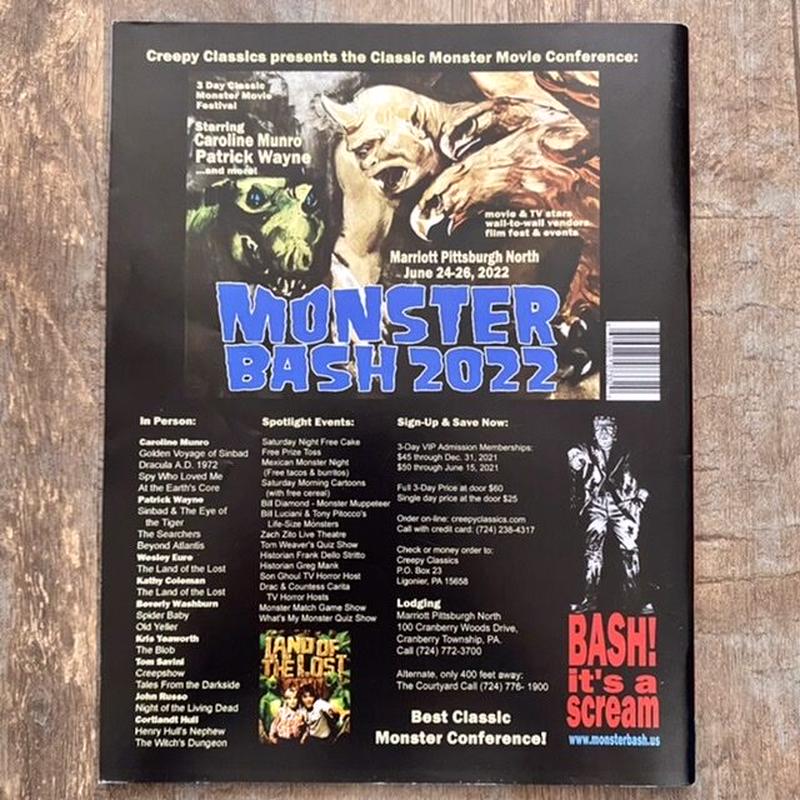 Creepy Classics presents the Classic Monster Movie Conference:
3 Day Classic
Monster Movie
Festival
Starring
Caroline Munro
Patrick Wayne
...and more!
movie & TV stars
wall-to-wall vendors
film fest & events
Marriott Pittsburgh North
June 24-26, 2022
MONSTER
BASH 2022
In Person:
Caroline Munro
Golden Voyage of Sinbad
Dracula A.D. 1972
Spy Who Loved Me
At the Earth's Core
Patrick Wayne
Sinbad & The Eye of
the Tiger
The Searchers
Beyond Atlantis
Wesley Eure
The Land of the Lost
Kathy Coleman
The Land of the Lost
Beverly Washburn
Spider Baby
Old Yeller
Kris Yeaworth
The Blob
Tom Savini
Creepshow
Tales From the Darkside
John Russo
Night of the Living Dead
Cortlandt Hull
Henry Hull's Nephew
The Witch's Dungeon
Spotlight Events:
Saturday Night Free Cake
Free Prize Toss
Mexican Monster Night
(Free tacos & burritos)
Saturday Morning Cartoons
(with free cereal)
Bill Diamond - Monster Muppeteer
Bill Luciani & Tony Pitocco's
Life-Size Monsters
Zach Zito Live Theatre
Tom Weaver's Quiz Show
Historian Frank Dello Stritto
Historian Greg Mank
Son Ghoul TV Horror Host
Drac & Countess Carita
TV Horror Hosts
Monster Match Game Show
What's My Monster Quiz Show
LAND OF THE LOST
Sign-Up & Save Now:
3-Day VIP Admission Memberships:
$45 through Dec. 31, 2021
$50 through June 15, 2021
Full 3-Day Price at door $60
Single day price at door $25
Order on-line: creepyclassics.com
Call with credit card: (724) 238-4317
Check or money order to:
Creepy Classics
P.O. Box 23
Ligonier, PA 15658
Lodging
Marriott Pittsburgh North
100 Cranberry Woods Drive,
Cranberry Township, PA.
Call (724) 772-3700
Alternate, only 400 feet away:
The Courtyard Call (724) 776- 1900
Best Classic
Monster Conference!
BASH!
it's a
scream
www.monsterbash.us